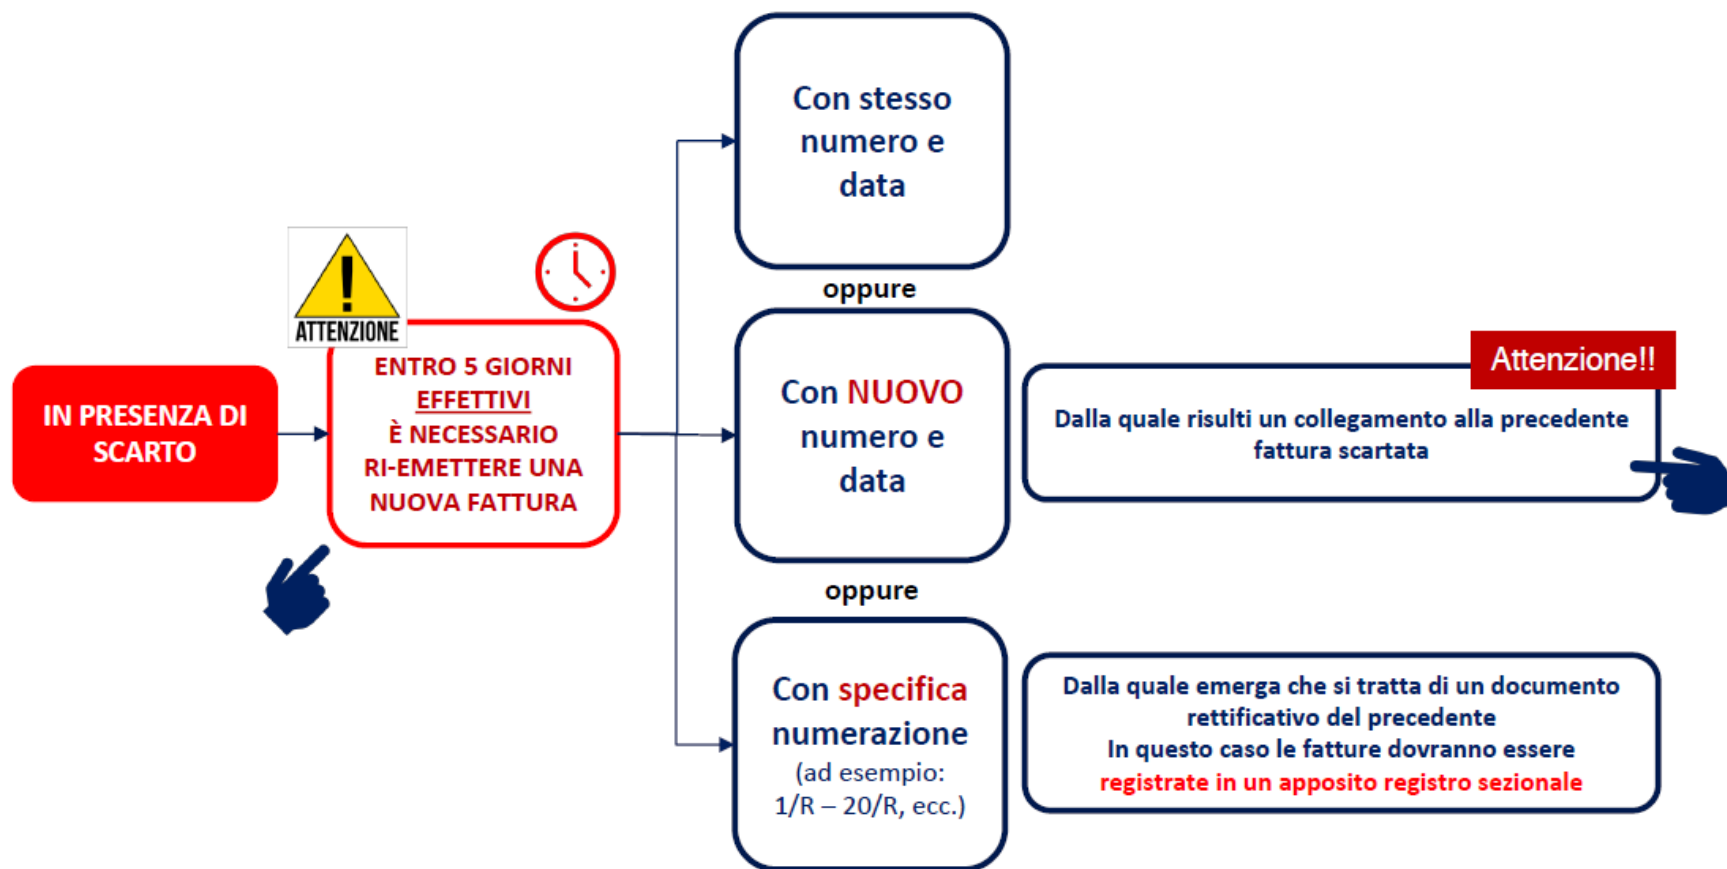 IN PRESENZA DI
SCARTO
ATTENZIONE
ENTRO 5 GIORNI
EFFETTIVI
È NECESSARIO
RI-EMETTERE UNA
NUOVA FATTURA
Con stesso
numero e
data
oppure
Con NUOVO
numero e
data
Attenzione!!
Dalla quale risulti un collegamento alla precedente
fattura scartata
oppure
Con specifica
numerazione
(ad esempio:
1/R – 20/R, ecc.)
Dalla quale emerga che si tratta di un documento
rettificativo del precedente
In questo caso le fatture dovranno essere
registrate in un apposito registro sezionale